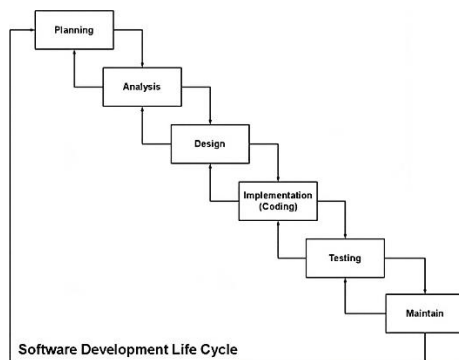 Planning
Analysis
Design
Implementation
(Coding)
Testing
Maintain
Software Development Life Cycle